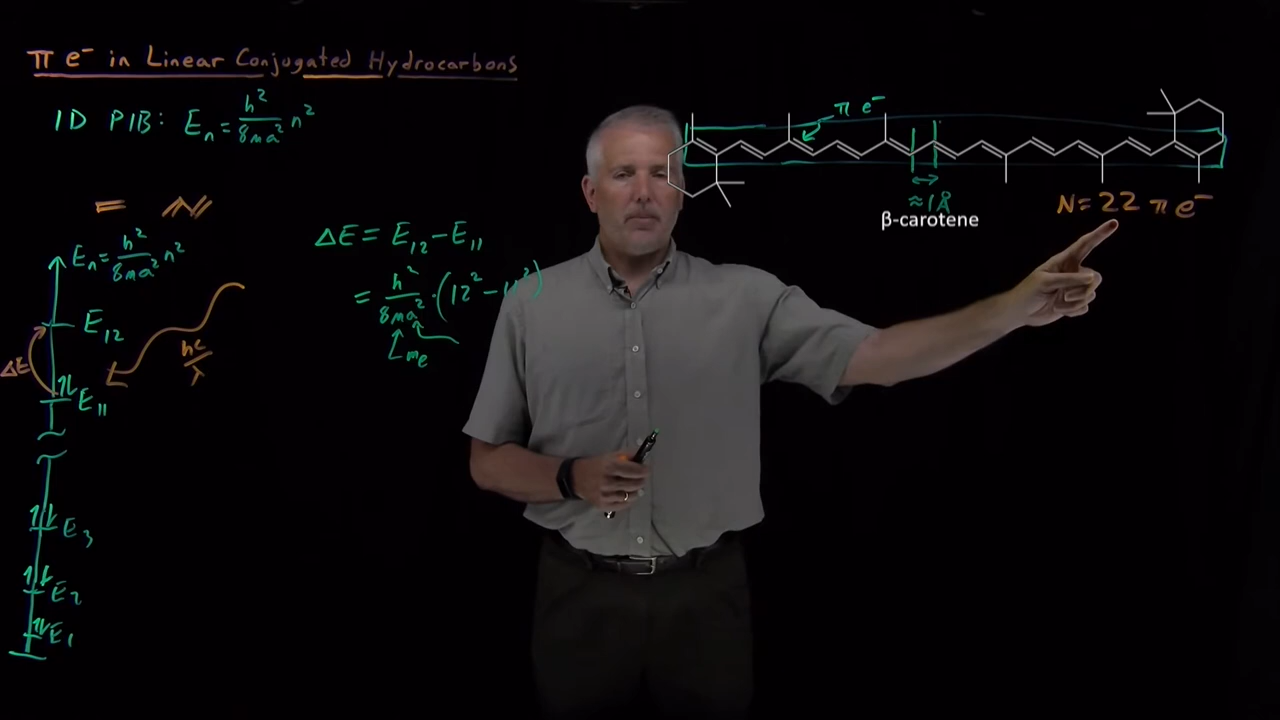 π e⁻ in Linear Conjugated Hydrocarbons
1D PIB: Eₙ = h²/8ma² n²
π e⁻
≈1Å
β-carotene
N = 22 π e⁻
Eₙ = h²/8ma² n²
E₁₂
ΔE
hc/λ
E₁₁
E₃
E₂
E₁
ΔE = E₁₂ − E₁₁
= h²/8ma² · (12² − 11²)
mₑ